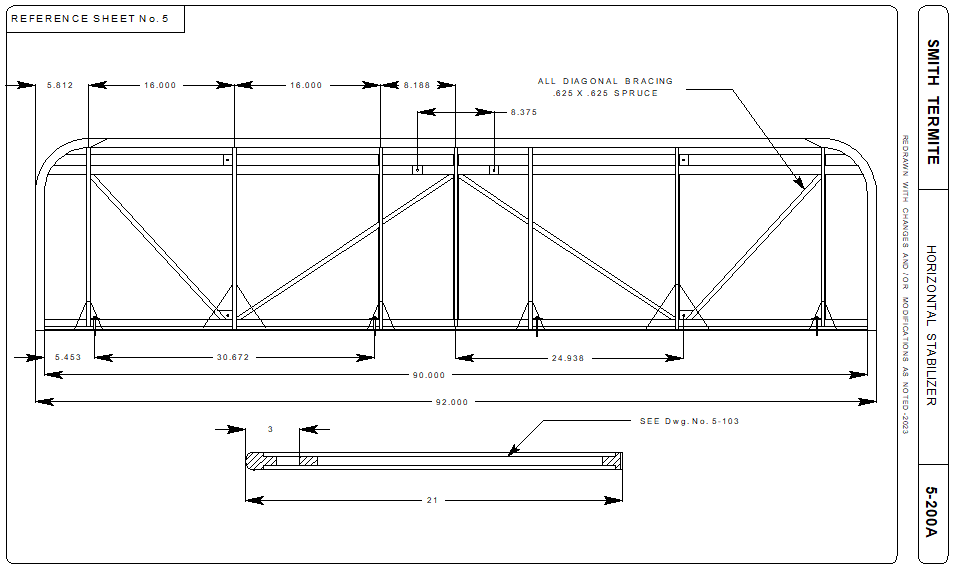 REFERENCE SHEET No. 5
5.812
16.000
16.000
8.188
8.375
ALL DIAGONAL BRACING
.625 X .625 SPRUCE
5.453
30.672
24.938
90.000
92.000
3
SEE Dwg. No. 5-103
21
REDRAWN WITH CHANGES AND/OR MODIFICATIONS AS NOTED-2023
SMITH TERMITE
HORIZONTAL STABILIZER
5-200A